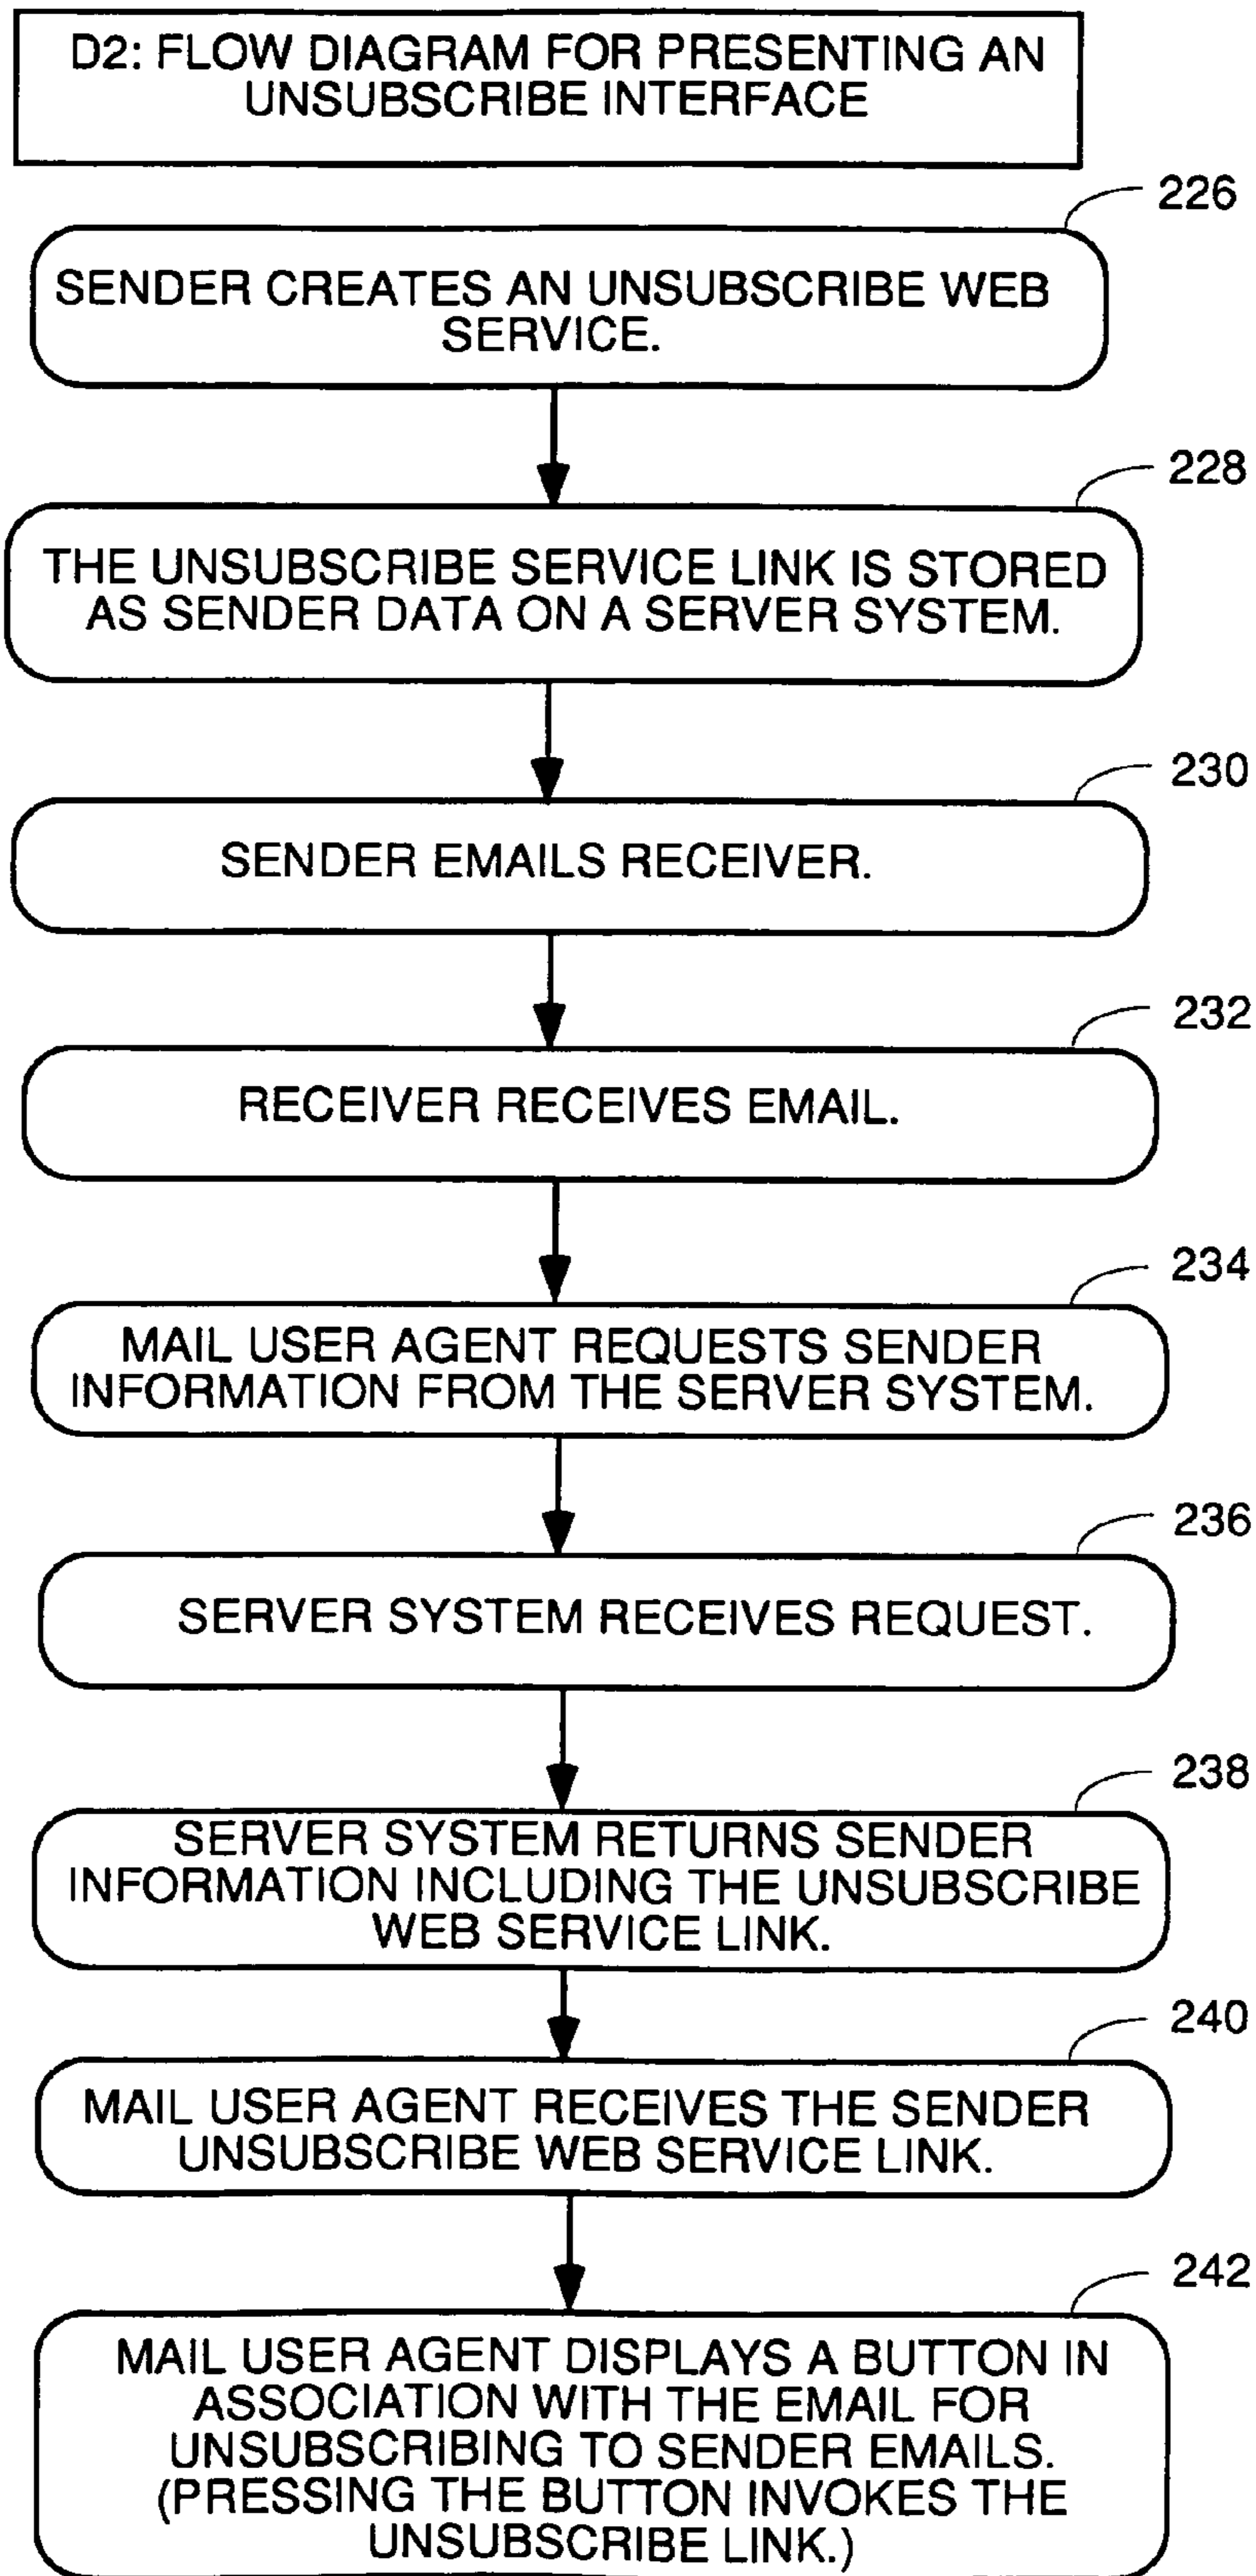 D2: FLOW DIAGRAM FOR PRESENTING AN
UNSUBSCRIBE INTERFACE
226
SENDER CREATES AN UNSUBSCRIBE WEB
SERVICE.
228
THE UNSUBSCRIBE SERVICE LINK IS STORED
AS SENDER DATA ON A SERVER SYSTEM.
230
SENDER EMAILS RECEIVER.
232
RECEIVER RECEIVES EMAIL.
234
MAIL USER AGENT REQUESTS SENDER
INFORMATION FROM THE SERVER SYSTEM.
236
SERVER SYSTEM RECEIVES REQUEST.
238
SERVER SYSTEM RETURNS SENDER
INFORMATION INCLUDING THE UNSUBSCRIBE
WEB SERVICE LINK.
240
MAIL USER AGENT RECEIVES THE SENDER
UNSUBSCRIBE WEB SERVICE LINK.
242
MAIL USER AGENT DISPLAYS A BUTTON IN
ASSOCIATION WITH THE EMAIL FOR
UNSUBSCRIBING TO SENDER EMAILS.
(PRESSING THE BUTTON INVOKES THE
UNSUBSCRIBE LINK.)